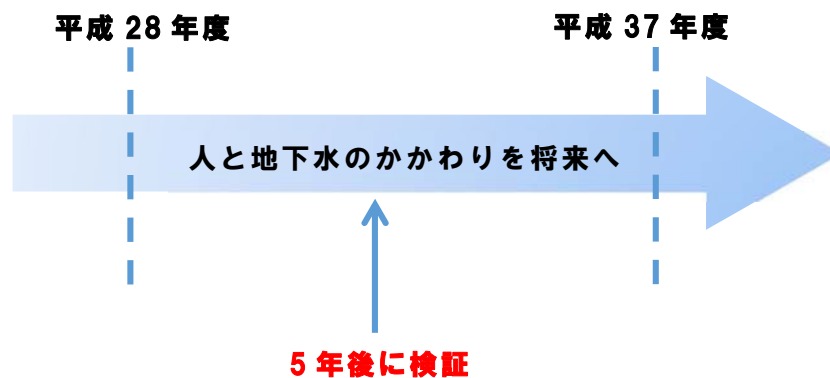 平成 28 年度
平成 37 年度
人と地下水のかかわりを将来へ
5 年後に検証